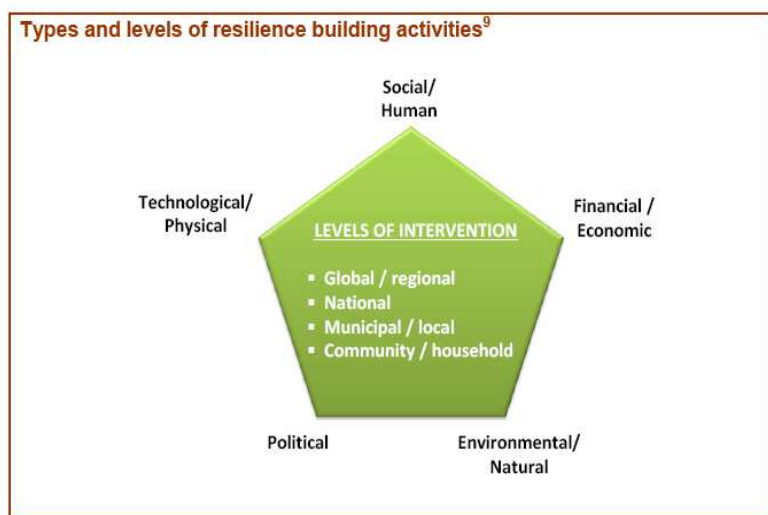 Types and levels of resilience building activities9
Social/
Human
Technological/
Physical
Financial /
Economic
LEVELS OF INTERVENTION
▪ Global / regional
▪ National
▪ Municipal / local
▪ Community / household
Political
Environmental/
Natural